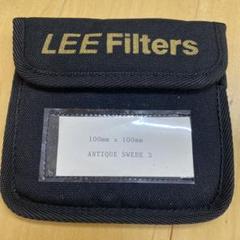 LEE Filters
100mm x 100mm
ANTIQUE SWEDE 3